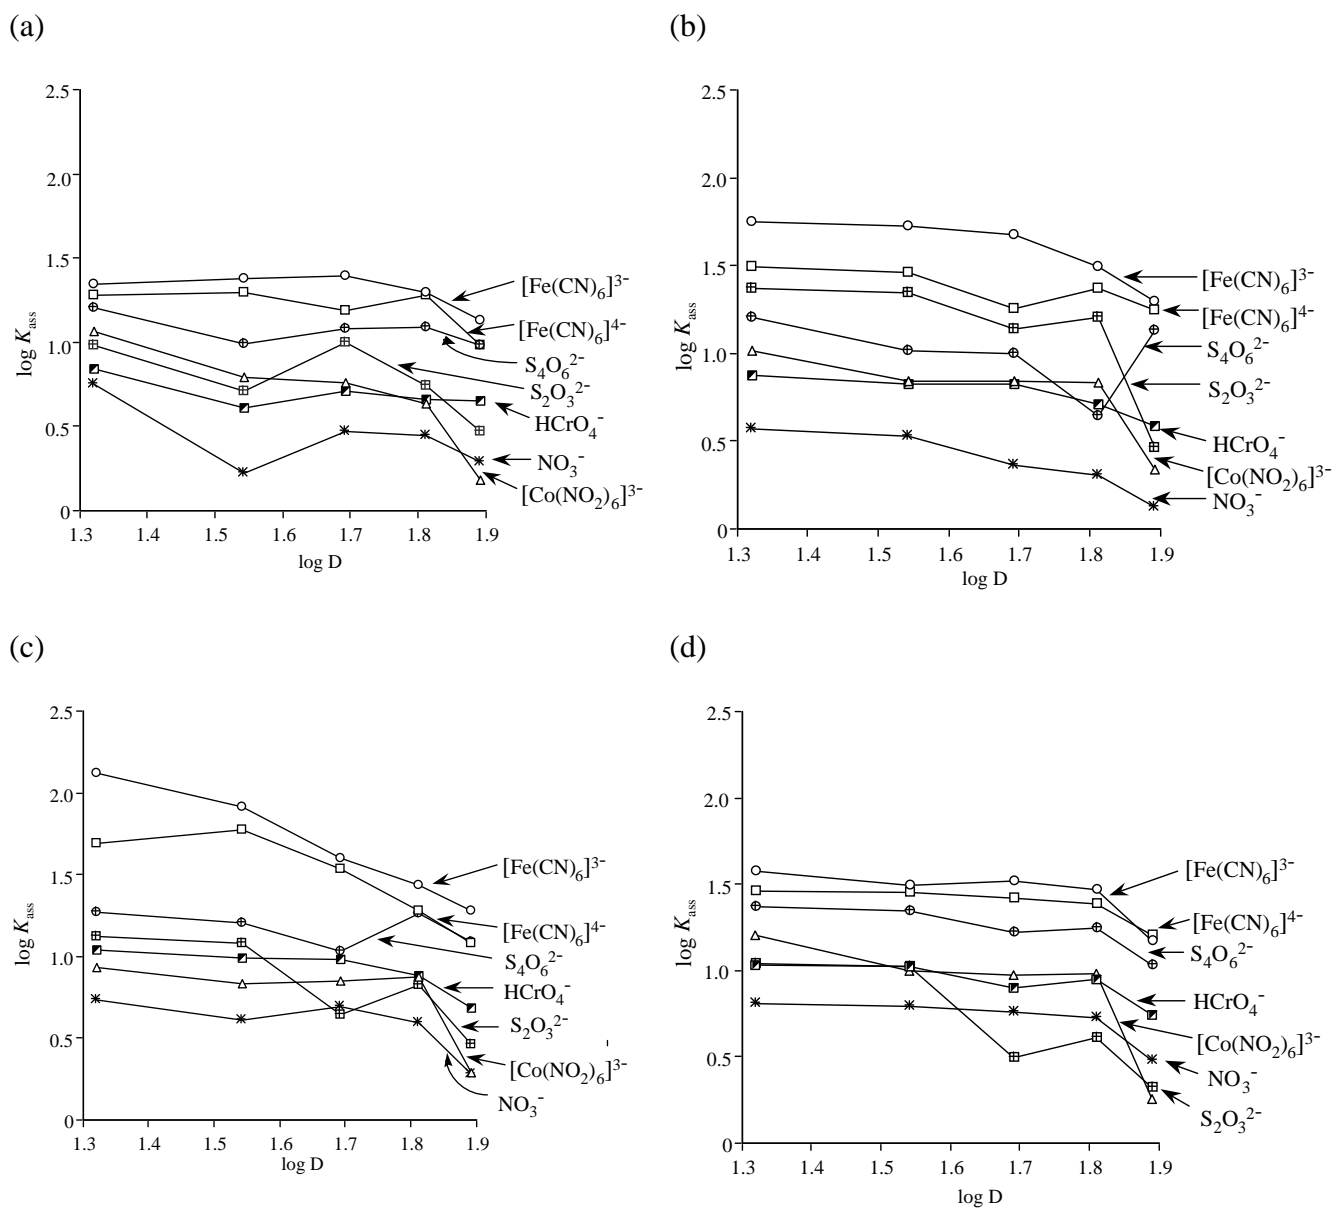 (a)
2.5
2.0
1.5
1.0
0.5
0
log K_ass
1.3 1.4 1.5 1.6 1.7 1.8 1.9
log D
[Fe(CN)₆]³⁻
[Fe(CN)₆]⁴⁻
S₄O₆²⁻
S₂O₃²⁻
HCrO₄⁻
NO₃⁻
[Co(NO₂)₆]³⁻
(b)
2.5
2.0
1.5
1.0
0.5
0
log K_ass
1.3 1.4 1.5 1.6 1.7 1.8 1.9
log D
[Fe(CN)₆]³⁻
[Fe(CN)₆]⁴⁻
S₄O₆²⁻
S₂O₃²⁻
HCrO₄⁻
[Co(NO₂)₆]³⁻
NO₃⁻
(c)
2.5
2.0
1.5
1.0
0.5
0
log K_ass
1.3 1.4 1.5 1.6 1.7 1.8 1.9
log D
[Fe(CN)₆]³⁻
[Fe(CN)₆]⁴⁻
S₄O₆²⁻
HCrO₄⁻
S₂O₃²⁻
[Co(NO₂)₆]³⁻
NO₃⁻
(d)
2.5
2.0
1.5
1.0
0.5
0
log K_ass
1.3 1.4 1.5 1.6 1.7 1.8 1.9
log D
[Fe(CN)₆]³⁻
[Fe(CN)₆]⁴⁻
S₄O₆²⁻
HCrO₄⁻
[Co(NO₂)₆]³⁻
NO₃⁻
S₂O₃²⁻